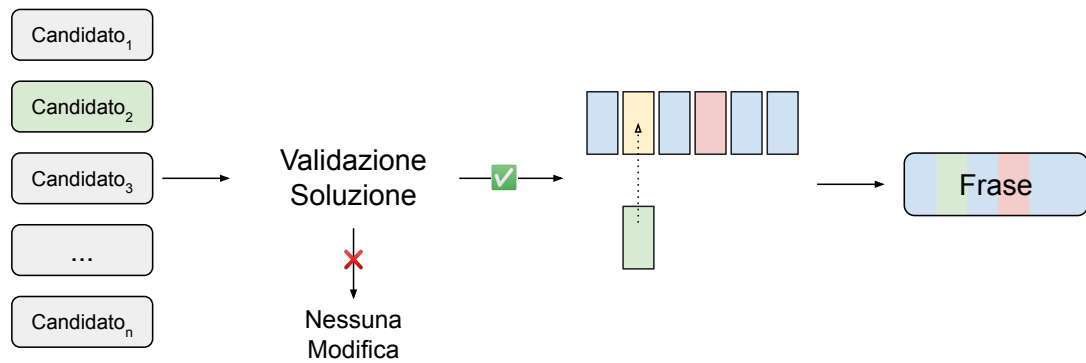 Candidato₁
Candidato₂
Candidato₃
...
Candidatoₙ
Validazione
Soluzione
Nessuna
Modifica
Frase